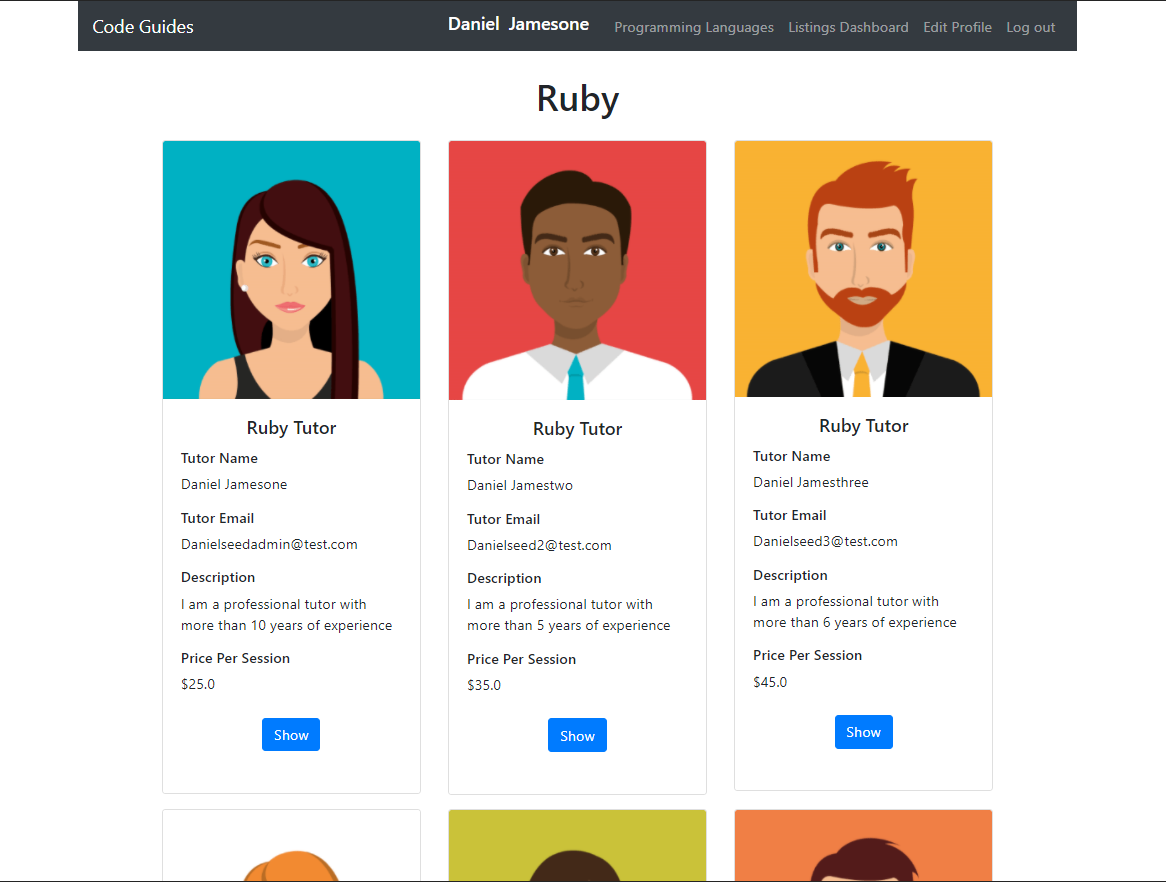 Code Guides
Daniel Jamesone
Programming Languages
Listings Dashboard
Edit Profile
Log out
Ruby
Ruby Tutor
Tutor Name
Daniel Jamesone
Tutor Email
Danielseedadmin@test.com
Description
I am a professional tutor with
more than 10 years of experience
Price Per Session
$25.0
Show
Ruby Tutor
Tutor Name
Daniel Jamestwo
Tutor Email
Danielseed2@test.com
Description
I am a professional tutor with
more than 5 years of experience
Price Per Session
$35.0
Show
Ruby Tutor
Tutor Name
Daniel Jamesthree
Tutor Email
Danielseed3@test.com
Description
I am a professional tutor with
more than 6 years of experience
Price Per Session
$45.0
Show